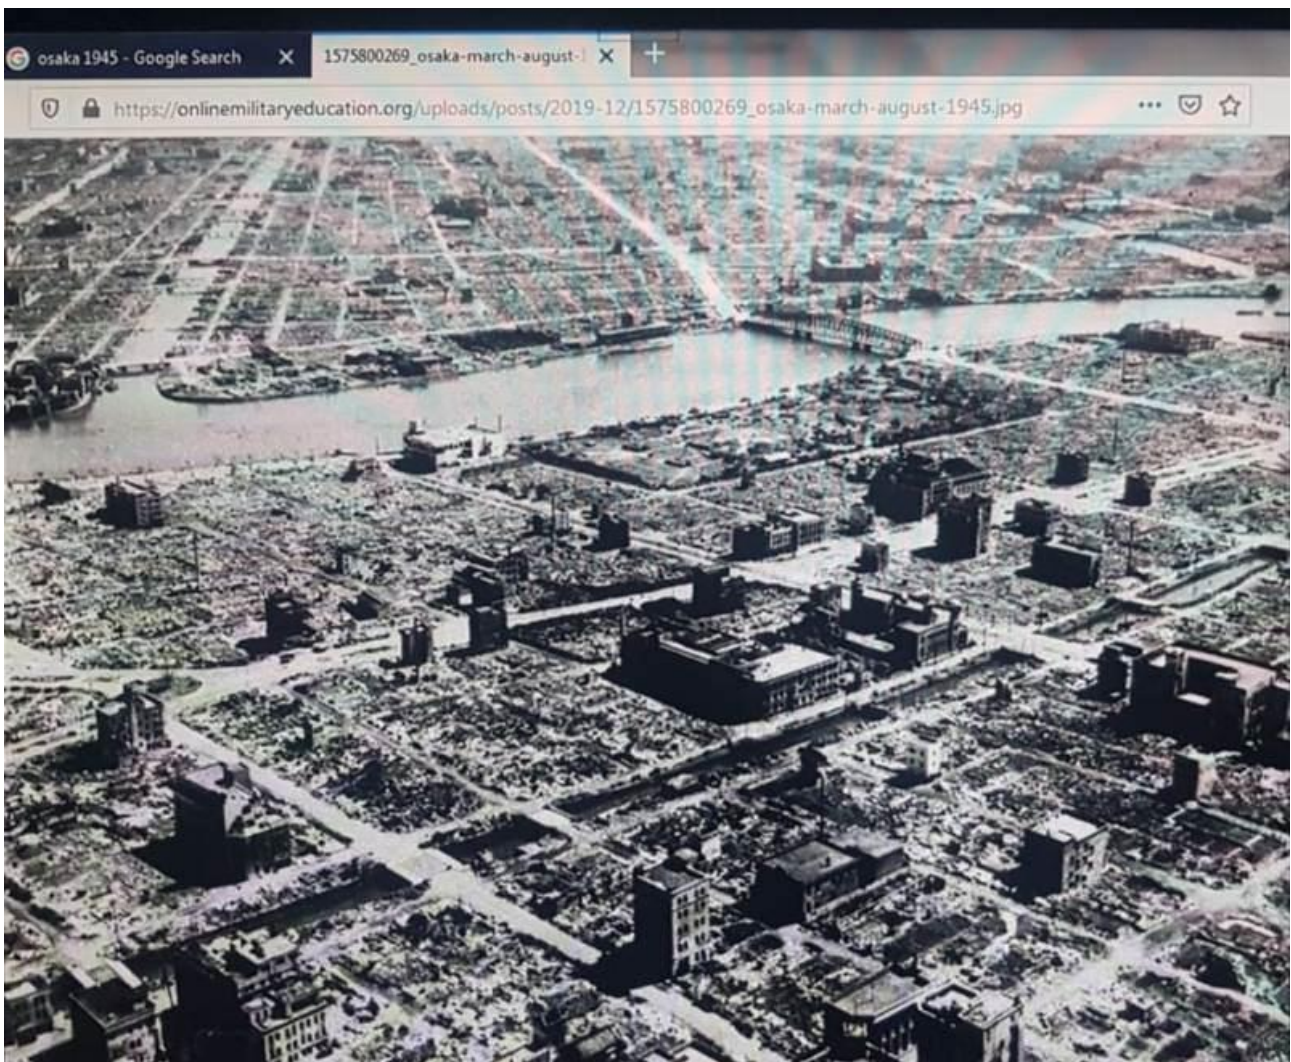 osaka 1945 - Google Search
1575800269_osaka-march-august-
https://onlinemilitaryeducation.org/uploads/posts/2019-12/1575800269_osaka-march-august-1945.jpg